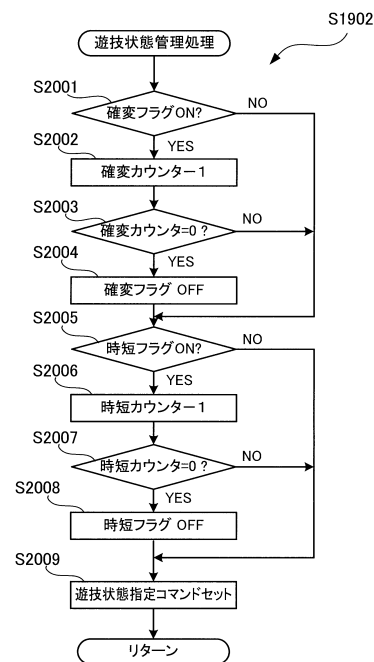 S1902
遊技状態管理処理
S2001
確変フラグON?
NO
YES
S2002
確変カウンタ−1
S2003
確変カウンタ=0 ?
NO
YES
S2004
確変フラグ OFF
S2005
時短フラグON?
NO
YES
S2006
時短カウンタ−1
S2007
時短カウンタ=0 ?
NO
YES
S2008
時短フラグ OFF
S2009
遊技状態指定コマンドセット
リターン